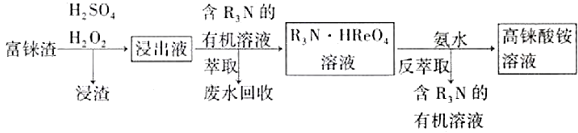 富铼渣
H₂SO₄
H₂O₂
浸渣
浸出液
含R₃N的
有机溶液
萃取
废水回收
R₃N·HReO₄
溶液
氨水
反萃取
含R₃N的
有机溶液
高铼酸铵
溶液